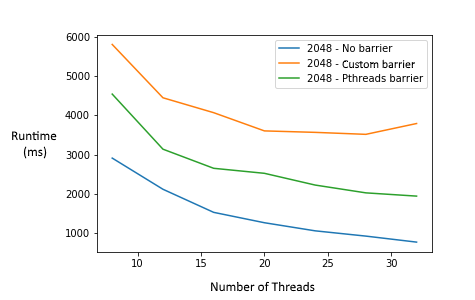 6000
5000
4000
3000
2000
1000
Runtime
(ms)
2048 - No barrier
2048 - Custom barrier
2048 - Pthreads barrier
10 15 20 25 30
Number of Threads